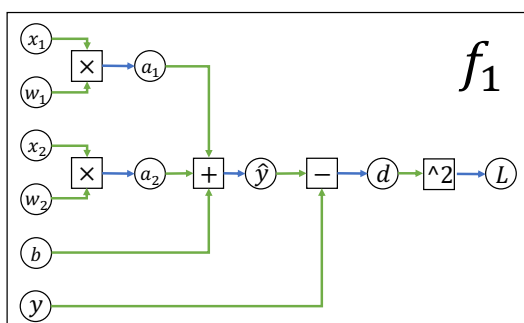 x₁
f₁
× a₁
w₁
x₂
× a₂ + ŷ − d ^2 L
w₂
b
y